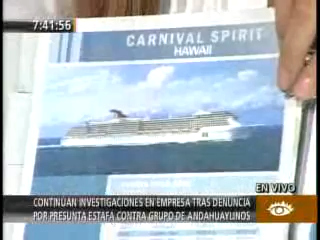 7:41:56
CARNIVAL SPIRIT
HAWAII
EN VIVO
CONTINÚAN INVESTIGACIONES EN EMPRESA TRAS DENUNCIA
POR PRESUNTA ESTAFA CONTRA GRUPO DE ANDAHUAYLINOS